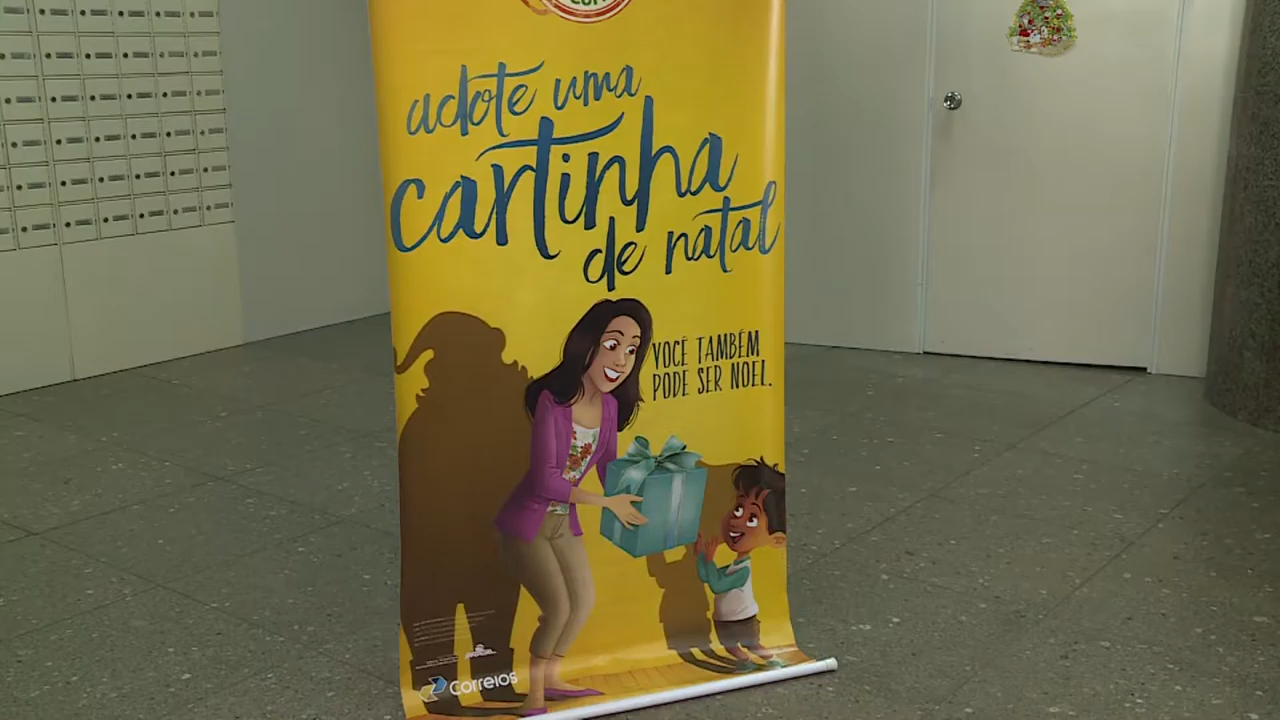 adote uma
cartinha
de natal
VOCÊ TAMBÉM
PODE SER NOEL.
Correios